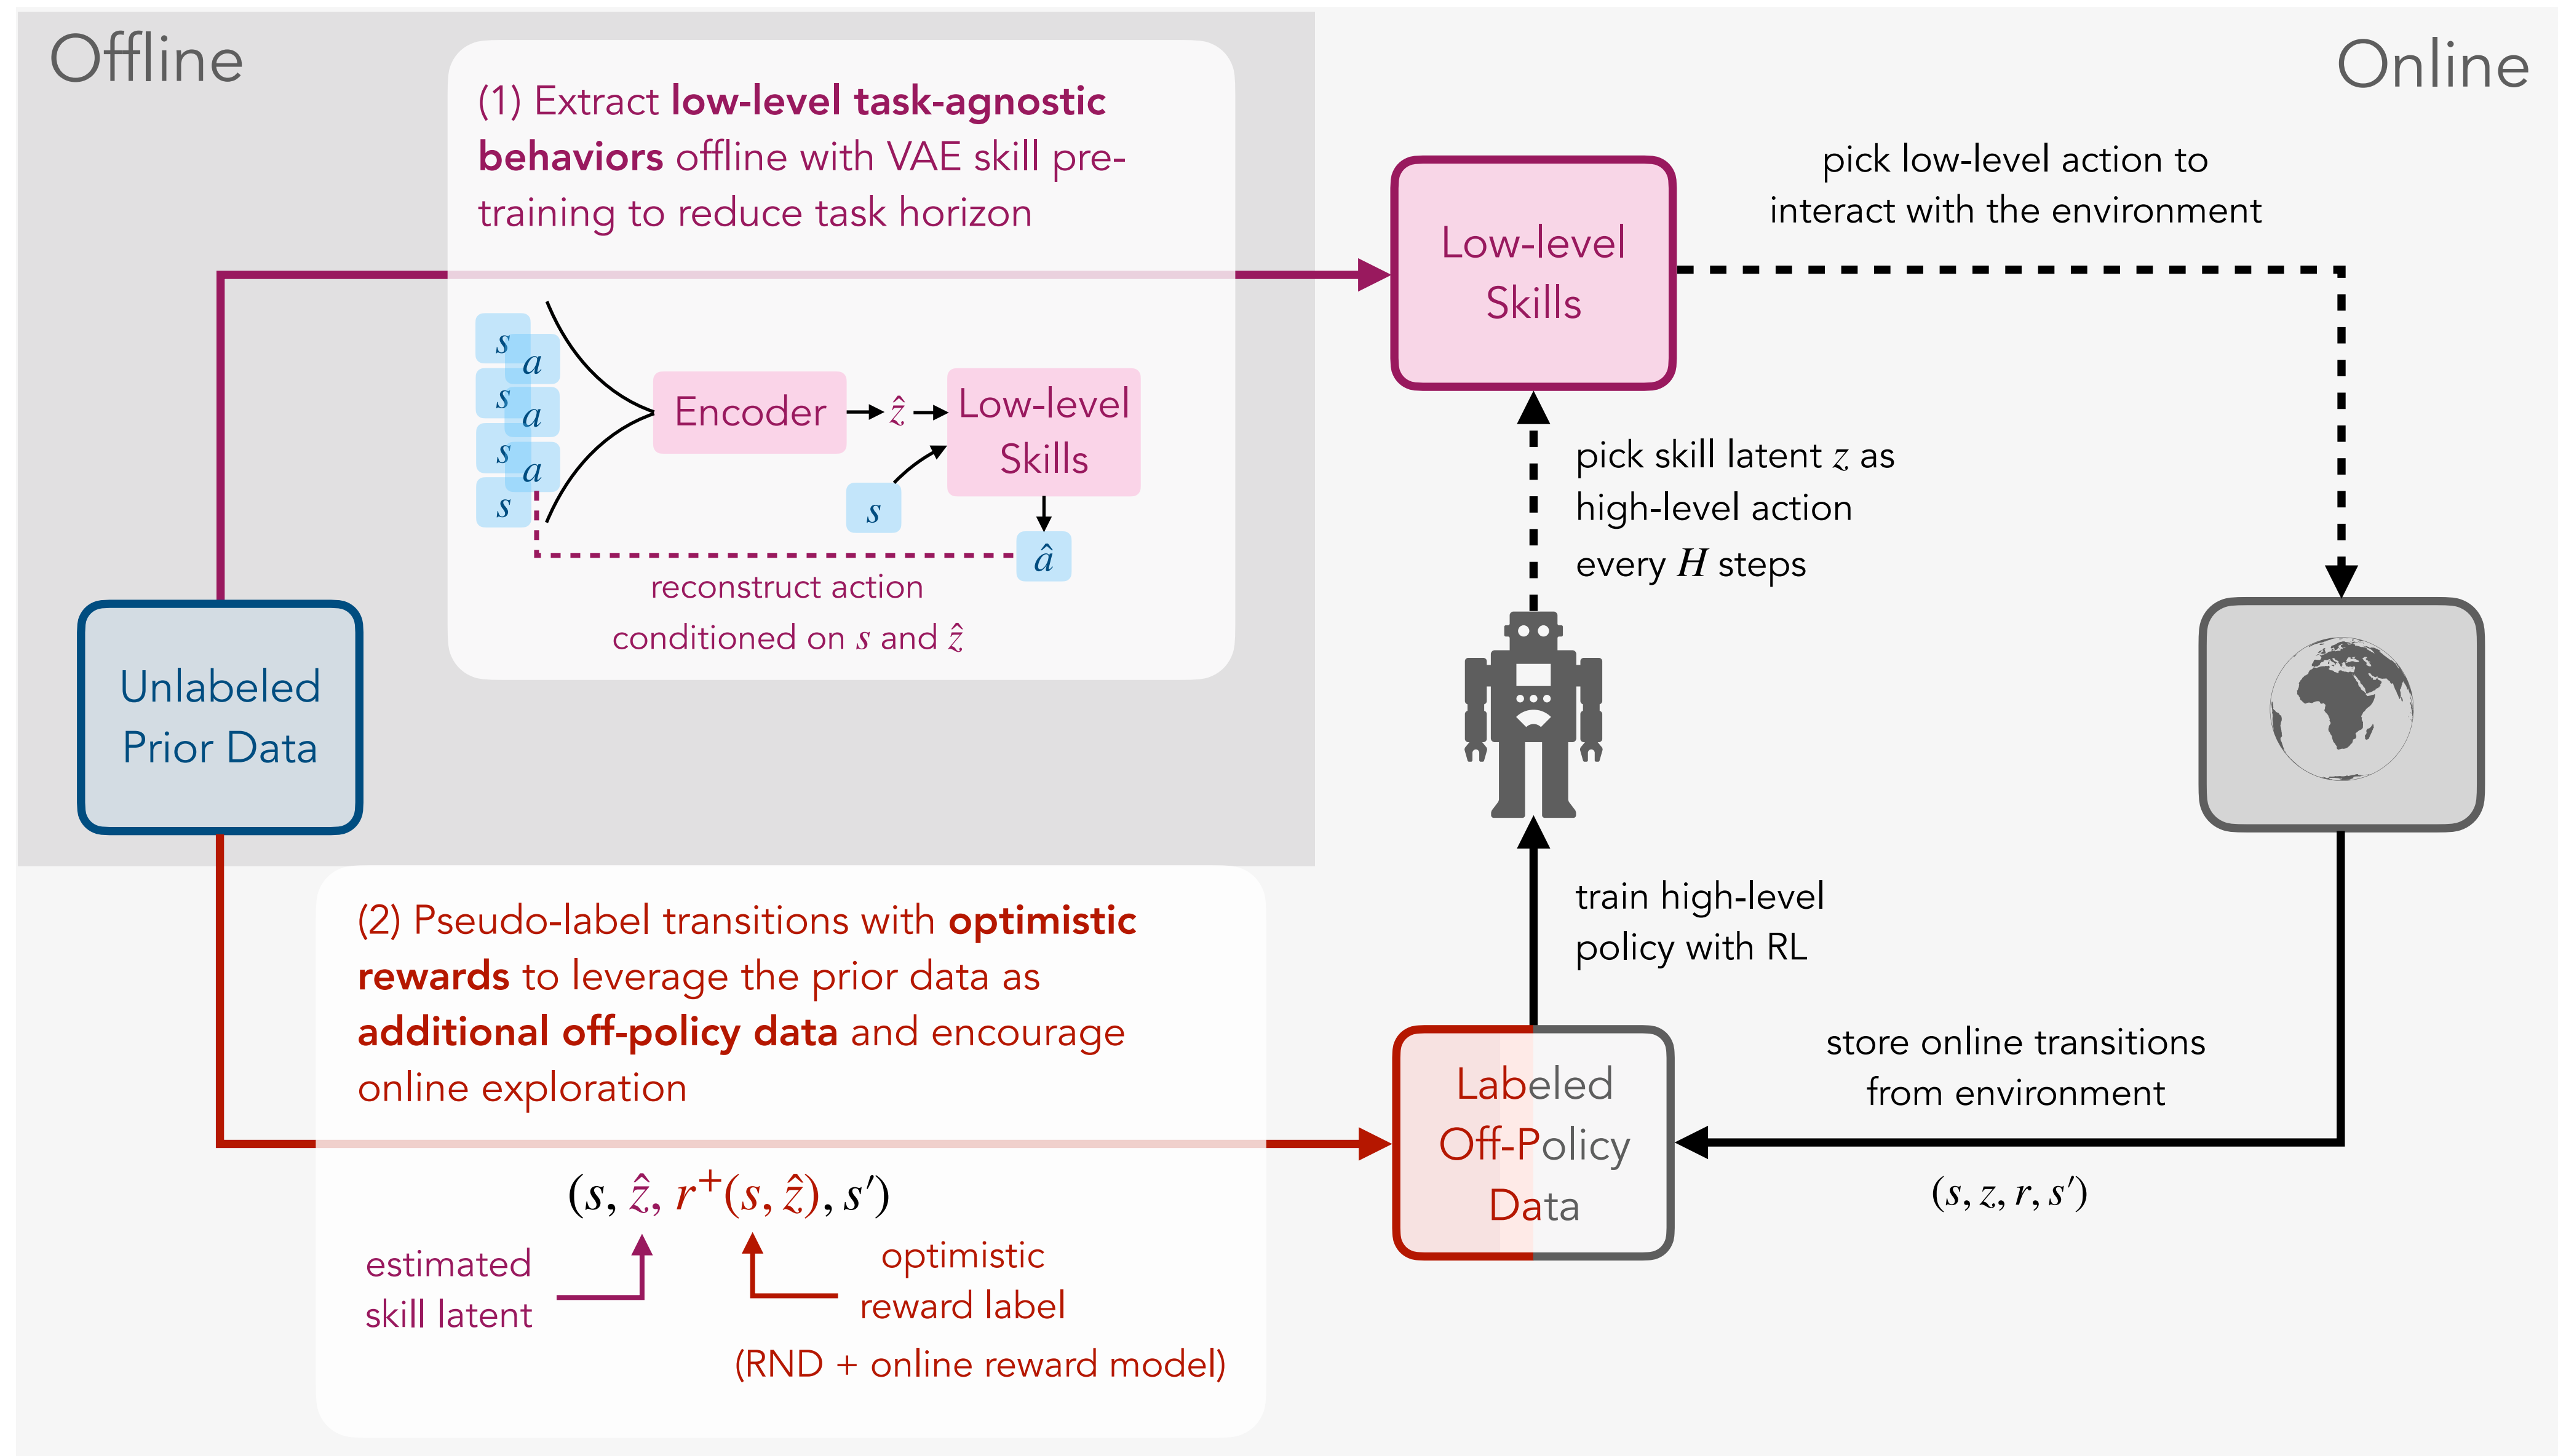 Offline
Online
(1) Extract low-level task-agnostic
behaviors offline with VAE skill pre-
training to reduce task horizon
s
a
s
a
s
a
s
Encoder
ẑ
Low-level
Skills
s
â
reconstruct action
conditioned on s and ẑ
Unlabeled
Prior Data
Low-level
Skills
pick low-level action to
interact with the environment
pick skill latent z as
high-level action
every H steps
train high-level
policy with RL
(2) Pseudo-label transitions with optimistic
rewards to leverage the prior data as
additional off-policy data and encourage
online exploration
(s, ẑ, r⁺(s, ẑ), s′)
estimated
skill latent
optimistic
reward label
(RND + online reward model)
Labeled
Off-Policy
Data
store online transitions
from environment
(s, z, r, s′)